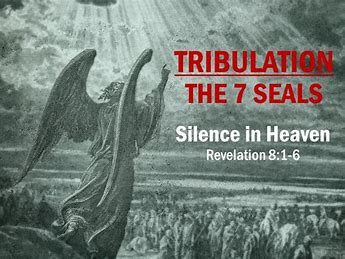 TRIBULATION
THE 7 SEALS
Silence in Heaven
Revelation 8:1-6